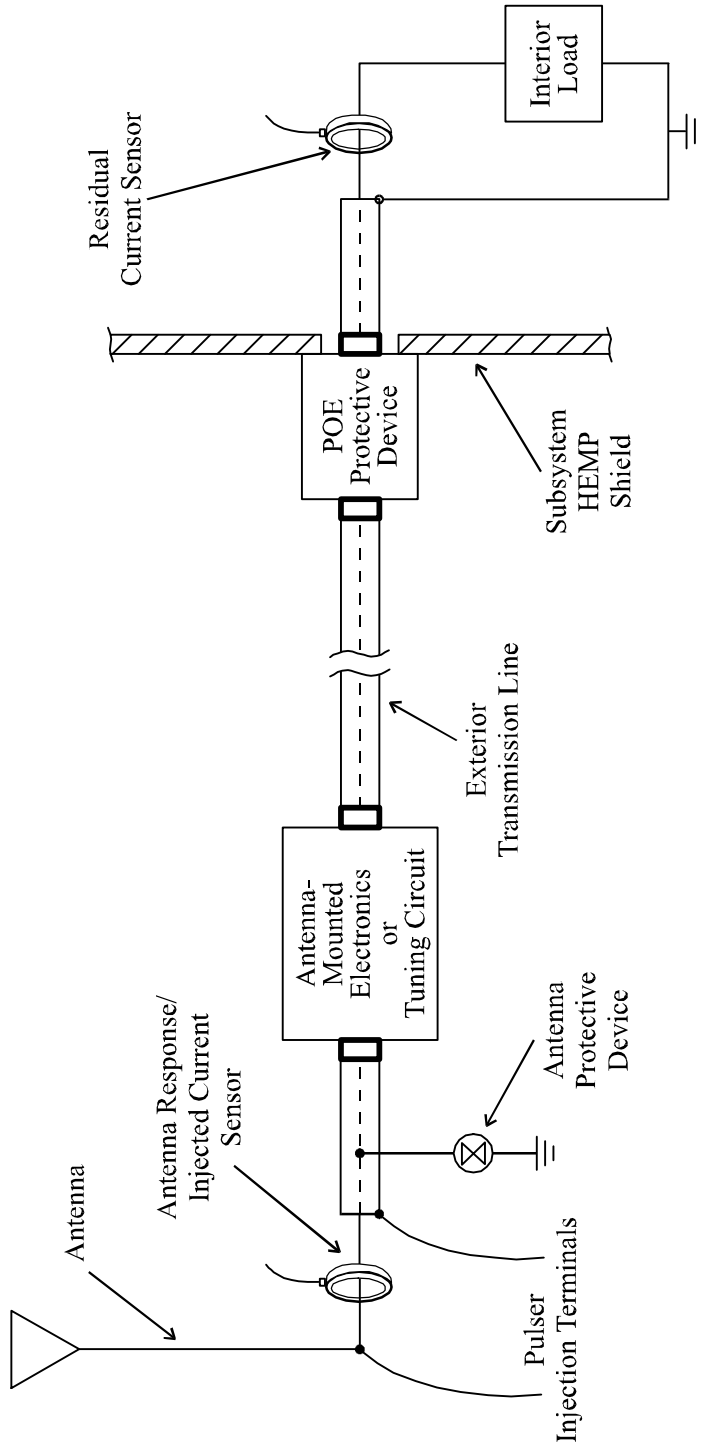 Antenna
Antenna Response/
Injected Current
Sensor
Residual
Current Sensor
Antenna-
Mounted
Electronics
or
Tuning Circuit
POE
Protective
Device
Interior
Load
Pulser
Injection Terminals
Antenna
Protective
Device
Exterior
Transmission Line
Subsystem
HEMP
Shield